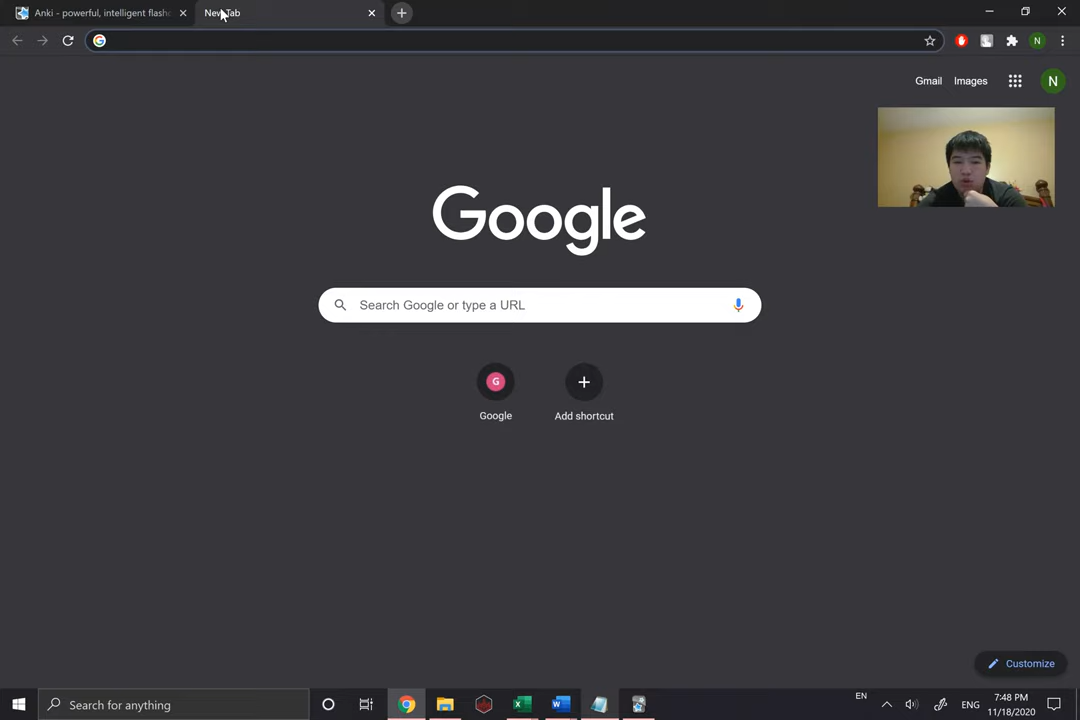 Anki - powerful, intelligent flashc
New Tab
N
Gmail
Images
N
Google
Search Google or type a URL
G
Google
Add shortcut
Customize
Search for anything
EN
ENG
7:48 PM
11/18/2020